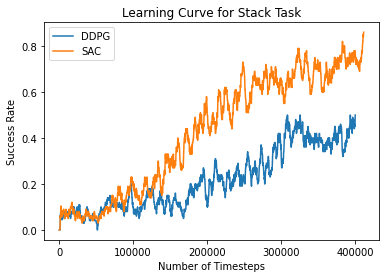 Learning Curve for Stack Task
DDPG
SAC
Success Rate
0.8
0.6
0.4
0.2
0.0
0
100000
200000
300000
400000
Number of Timesteps